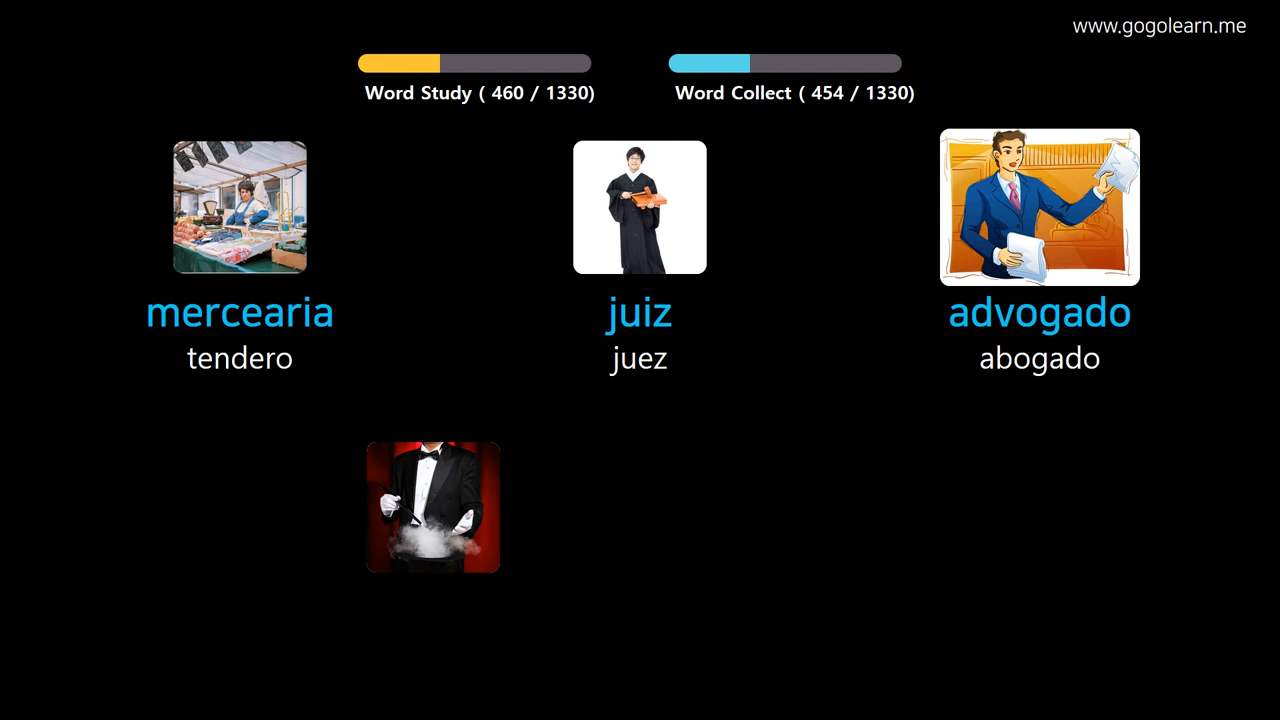 www.gogolearn.me
Word Study ( 460 / 1330)
Word Collect ( 454 / 1330)
mercearia
juiz
advogado
tendero
juez
abogado